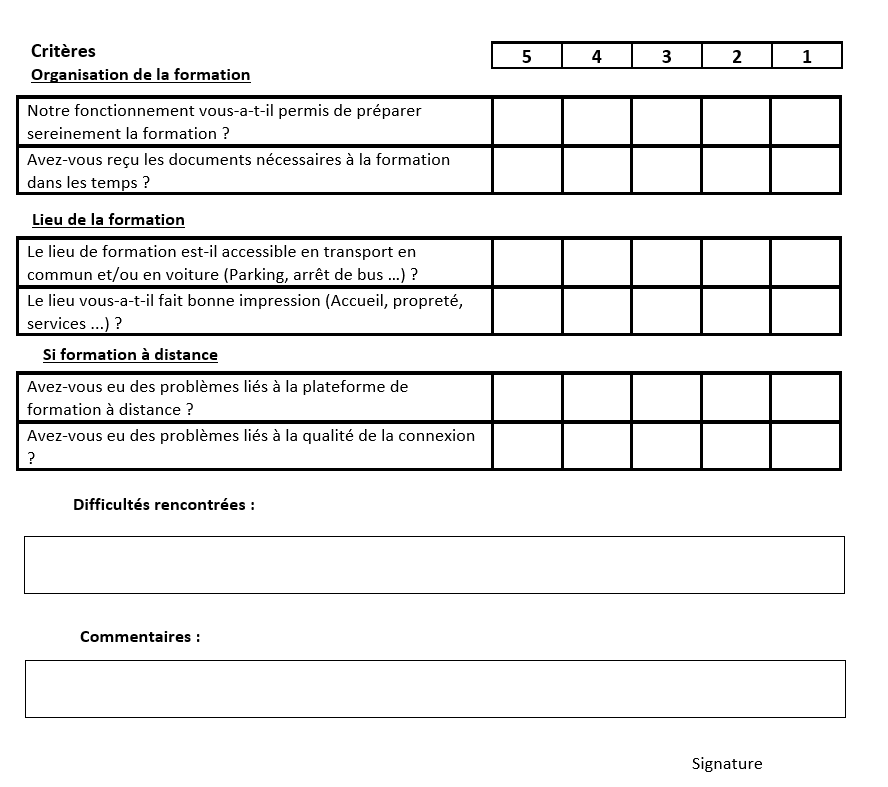 Critères
5 4 3 2 1
Organisation de la formation
Notre fonctionnement vous-a-t-il permis de préparer
sereinement la formation ?
Avez-vous reçu les documents nécessaires à la formation
dans les temps ?
Lieu de la formation
Le lieu de formation est-il accessible en transport en
commun et/ou en voiture (Parking, arrêt de bus …) ?
Le lieu vous-a-t-il fait bonne impression (Accueil, propreté,
services ...) ?
Si formation à distance
Avez-vous eu des problèmes liés à la plateforme de
formation à distance ?
Avez-vous eu des problèmes liés à la qualité de la connexion
?
Difficultés rencontrées :
Commentaires :
Signature